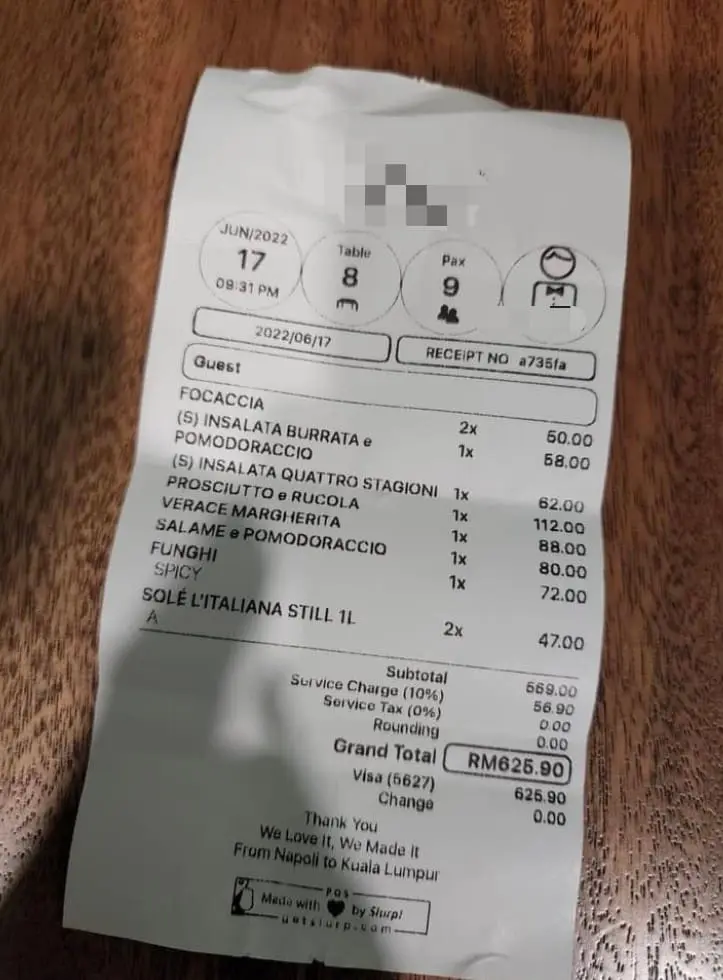 JUN/2022
17
09:31 PM
Table
8
Pax
9
2022/06/17
RECEIPT NO a735fa
Guest
FOCACCIA 2x 50.00
(S) INSALATA BURRATA e 1x 58.00
POMODORACCIO
(S) INSALATA QUATTRO STAGIONI 1x 62.00
PROSCIUTTO e RUCOLA 1x 112.00
VERACE MARGHERITA 1x 88.00
SALAME e POMODORACCIO 1x 80.00
FUNGHI 1x 72.00
SPICY
SOLÉ L'ITALIANA STILL 1L 2x 47.00
A
Subtotal 569.00
Service Charge (10%) 56.90
Service Tax (0%) 0.00
Rounding 0.00
Grand Total RM625.90
Visa (5627) 625.90
Change 0.00
Thank You
We Love It, We Made It
From Napoli to Kuala Lumpur
POS
Made with by Slurp!
getslurp.com